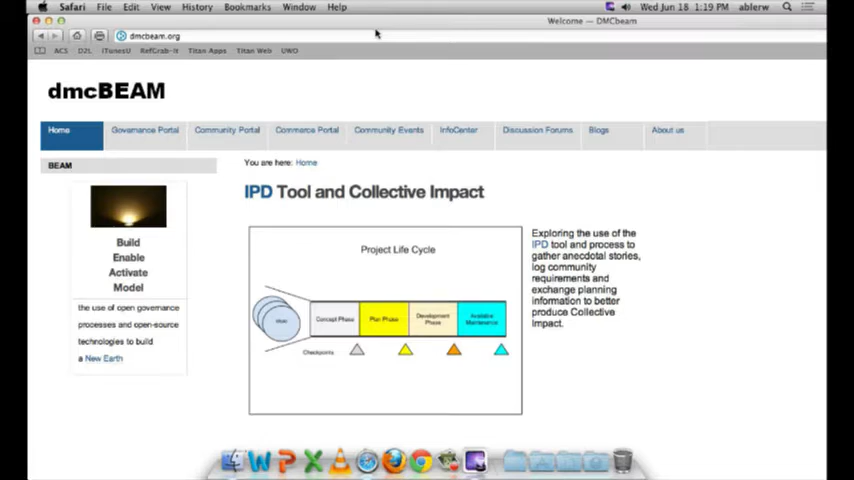 Safari File Edit View History Bookmarks Window Help Wed Jun 18 1:19 PM ablerw
Welcome — DMCbeam
dmcbeam.org
ACS D2L iTunesU RefGrab-It Titan Apps Titan Web UWO
dmcBEAM
Home Governance Portal Community Portal Commerce Portal Community Events InfoCenter Discussion Forums Blogs About us
BEAM
You are here: Home
IPD Tool and Collective Impact
Build
Enable
Activate
Model
the use of open governance
processes and open-source
technologies to build
a New Earth
Project Life Cycle
Concept Phase Plan Phase Development
Phase
Available
Maintenance
Checkpoints
Exploring the use of the
IPD tool and process to
gather anecdotal stories,
log community
requirements and
exchange planning
information to better
produce Collective
Impact.